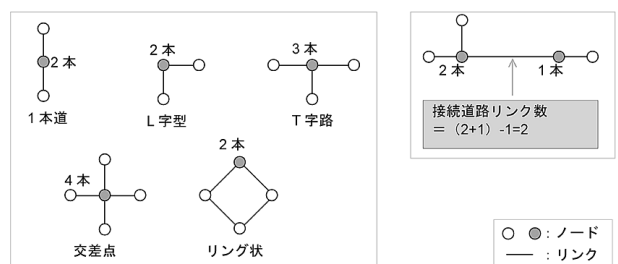 2本
1本道
2本
L字型
3本
T字路
4本
交差点
2本
リング状
2本
1本
接続道路リンク数
＝（2+1）-1=2
：ノード
：リンク